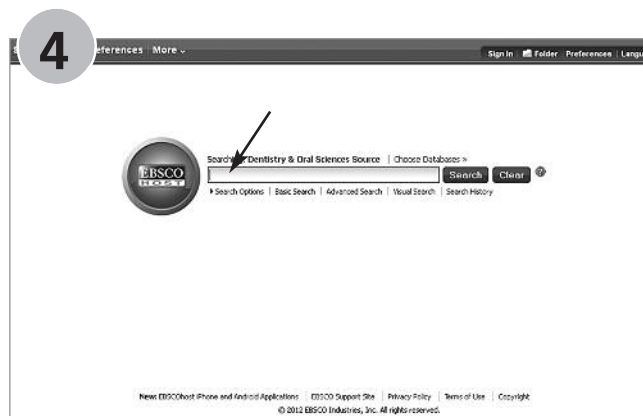 4
eferences More
Sign In Folder Preferences Langu
Searching: Dentistry & Oral Sciences Source Choose Databases »
EBSCO
HOST
Search Clear ?
Search Options Basic Search Advanced Search Visual Search Search History
New: EBSCOhost iPhone and Android Applications EBSCO Support Site Privacy Policy Terms of Use Copyright
© 2012 EBSCO Industries, Inc. All rights reserved.